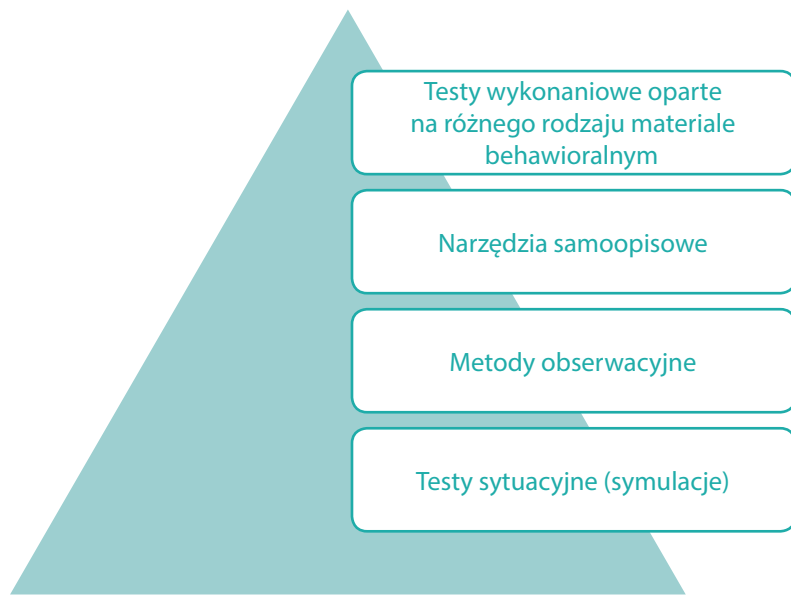 Testy wykonaniowe oparte
na różnego rodzaju materiale
behawioralnym
Narzędzia samoopisowe
Metody obserwacyjne
Testy sytuacyjne (symulacje)